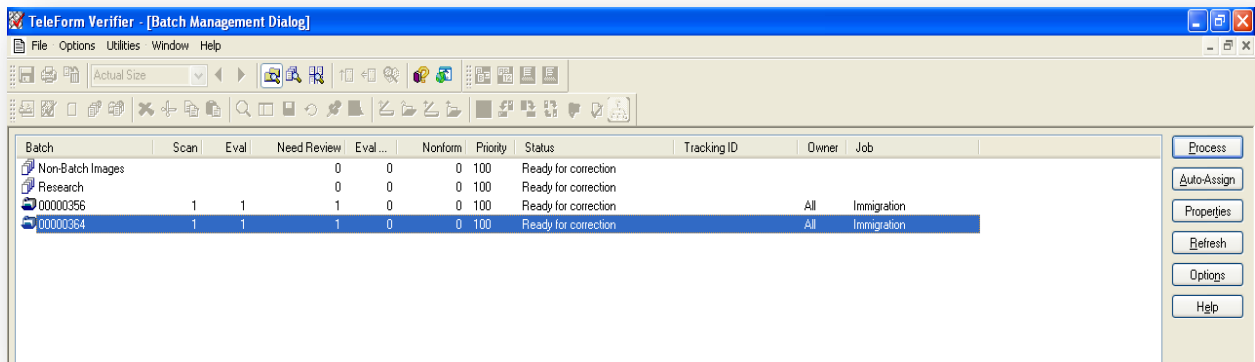 TeleForm Verifier - [Batch Management Dialog]
File Options Utilities Window Help
Actual Size
Batch Scan Eval Need Review Eval ... Nonform Priority Status Tracking ID Owner Job
Non-Batch Images 0 0 0 100 Ready for correction
Research 0 0 0 100 Ready for correction
00000356 1 1 1 0 0 100 Ready for correction All Immigration
00000364 1 1 1 0 0 100 Ready for correction All Immigration
Process
Auto-Assign
Properties
Refresh
Options
Help